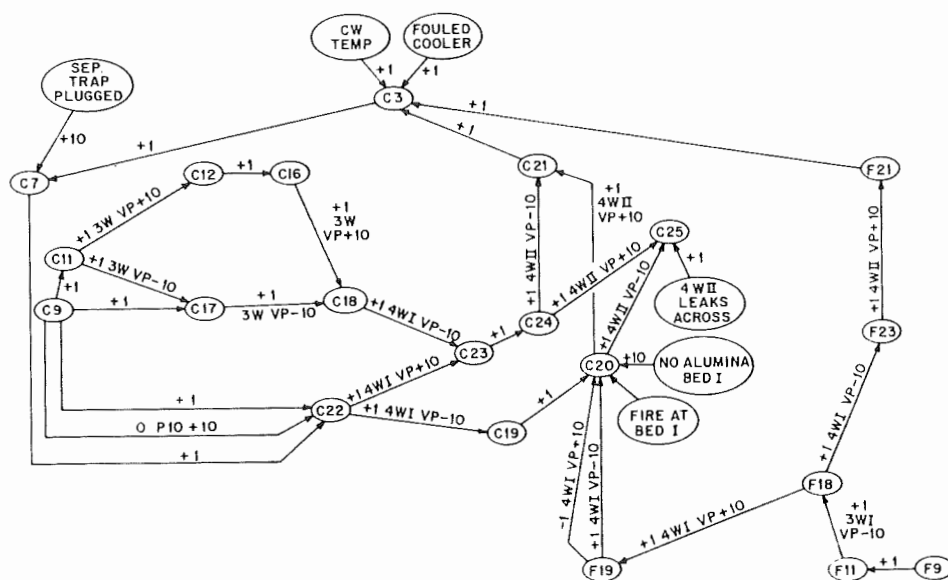 CW
TEMP
FOULED
COOLER
SEP.
TRAP
PLUGGED
+1
+1
C3
+10
+1
+1
+1
C7
C12
+1
C16
C21
F21
+1 3W VP+10
+1
3W
VP+10
+1
4WII
VP+10
+1 4WII VP-10
+1 4WII VP+10
C25
C11
+1 3W VP-10
+1 4WII VP+10
+1 4WII VP-10
+1
4WII
LEAKS
ACROSS
+1
C9
+1
C17
+1
3W VP-10
C18
+1 4WI VP-10
C24
+1
C23
F23
+1 4WI VP+10
C20
+10
NO ALUMINA
BED I
+1
C22
+1 4WI VP-10
+1
FIRE AT
BED I
O P10 +10
C19
+1
-1 4WI VP+10
+1 4WI VP-10
+1 4WI VP-10
+1 4WI VP+10
F18
+1
3WI
VP-10
F19
F11
+1
F9